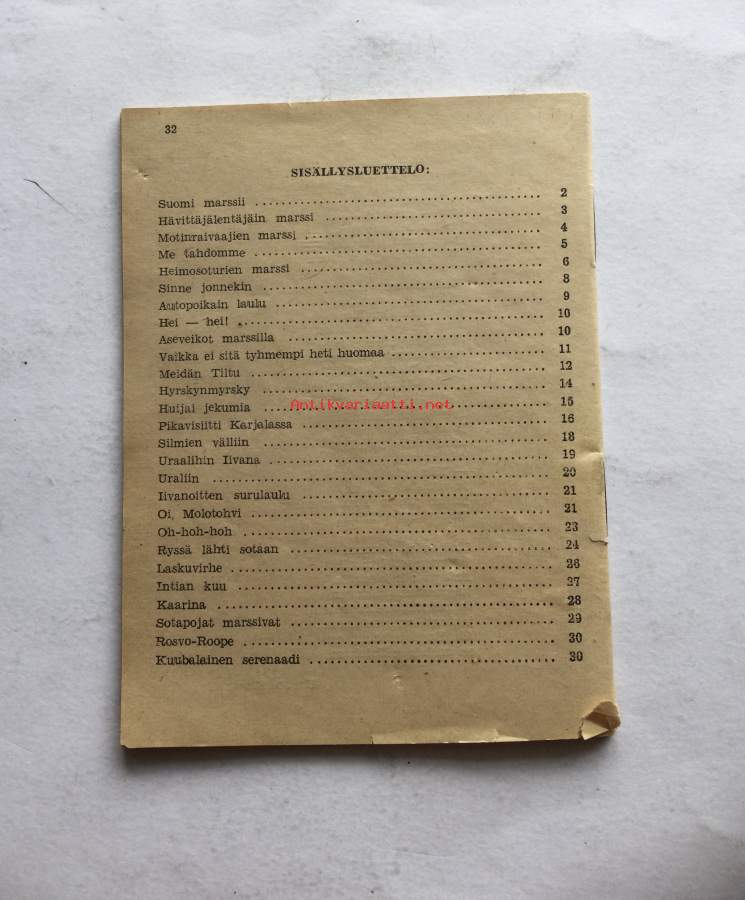 32
SISÄLLYSLUETTELO:
Suomi marssii 2
Hävittäjälentäjäin marssi 3
Motinraivaajien marssi 4
Me tahdomme 5
Heimosoturien marssi 6
Sinne jonnekin 8
Autopoikain laulu 9
Hei — hei! 10
Aseveikot marssilla 10
Vaikka ei sitä tyhmempi heti huomaa 11
Meidän Tiltu 12
Hyrskynmyrsky 14
Huijai jekumia 15
Antikvariaatti.net
Pikavisiitti Karjalassa 16
Silmien välliin 18
Uraalihin Iivana 19
Uraliin 20
Iivanoitten surulaulu 21
Oi, Molotohvi 21
Oh-hoh-hoh 23
Ryssä lähti sotaan 24
Laskuvirhe 26
Intian kuu 27
Kaarina 28
Sotapojat marssivat 29
Rosvo-Roope 30
Kuubalainen serenaadi 30